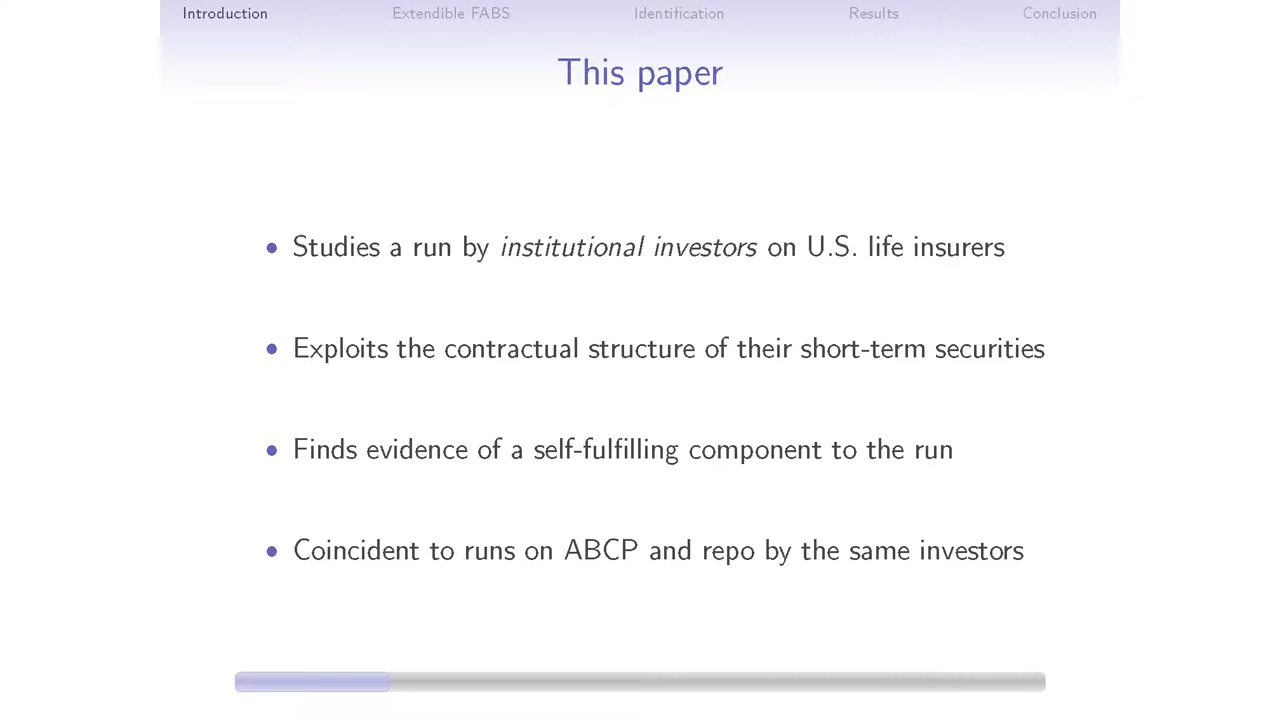 Introduction Extendible FABS Identification Results Conclusion
This paper
• Studies a run by institutional investors on U.S. life insurers
• Exploits the contractual structure of their short-term securities
• Finds evidence of a self-fulfilling component to the run
• Coincident to runs on ABCP and repo by the same investors